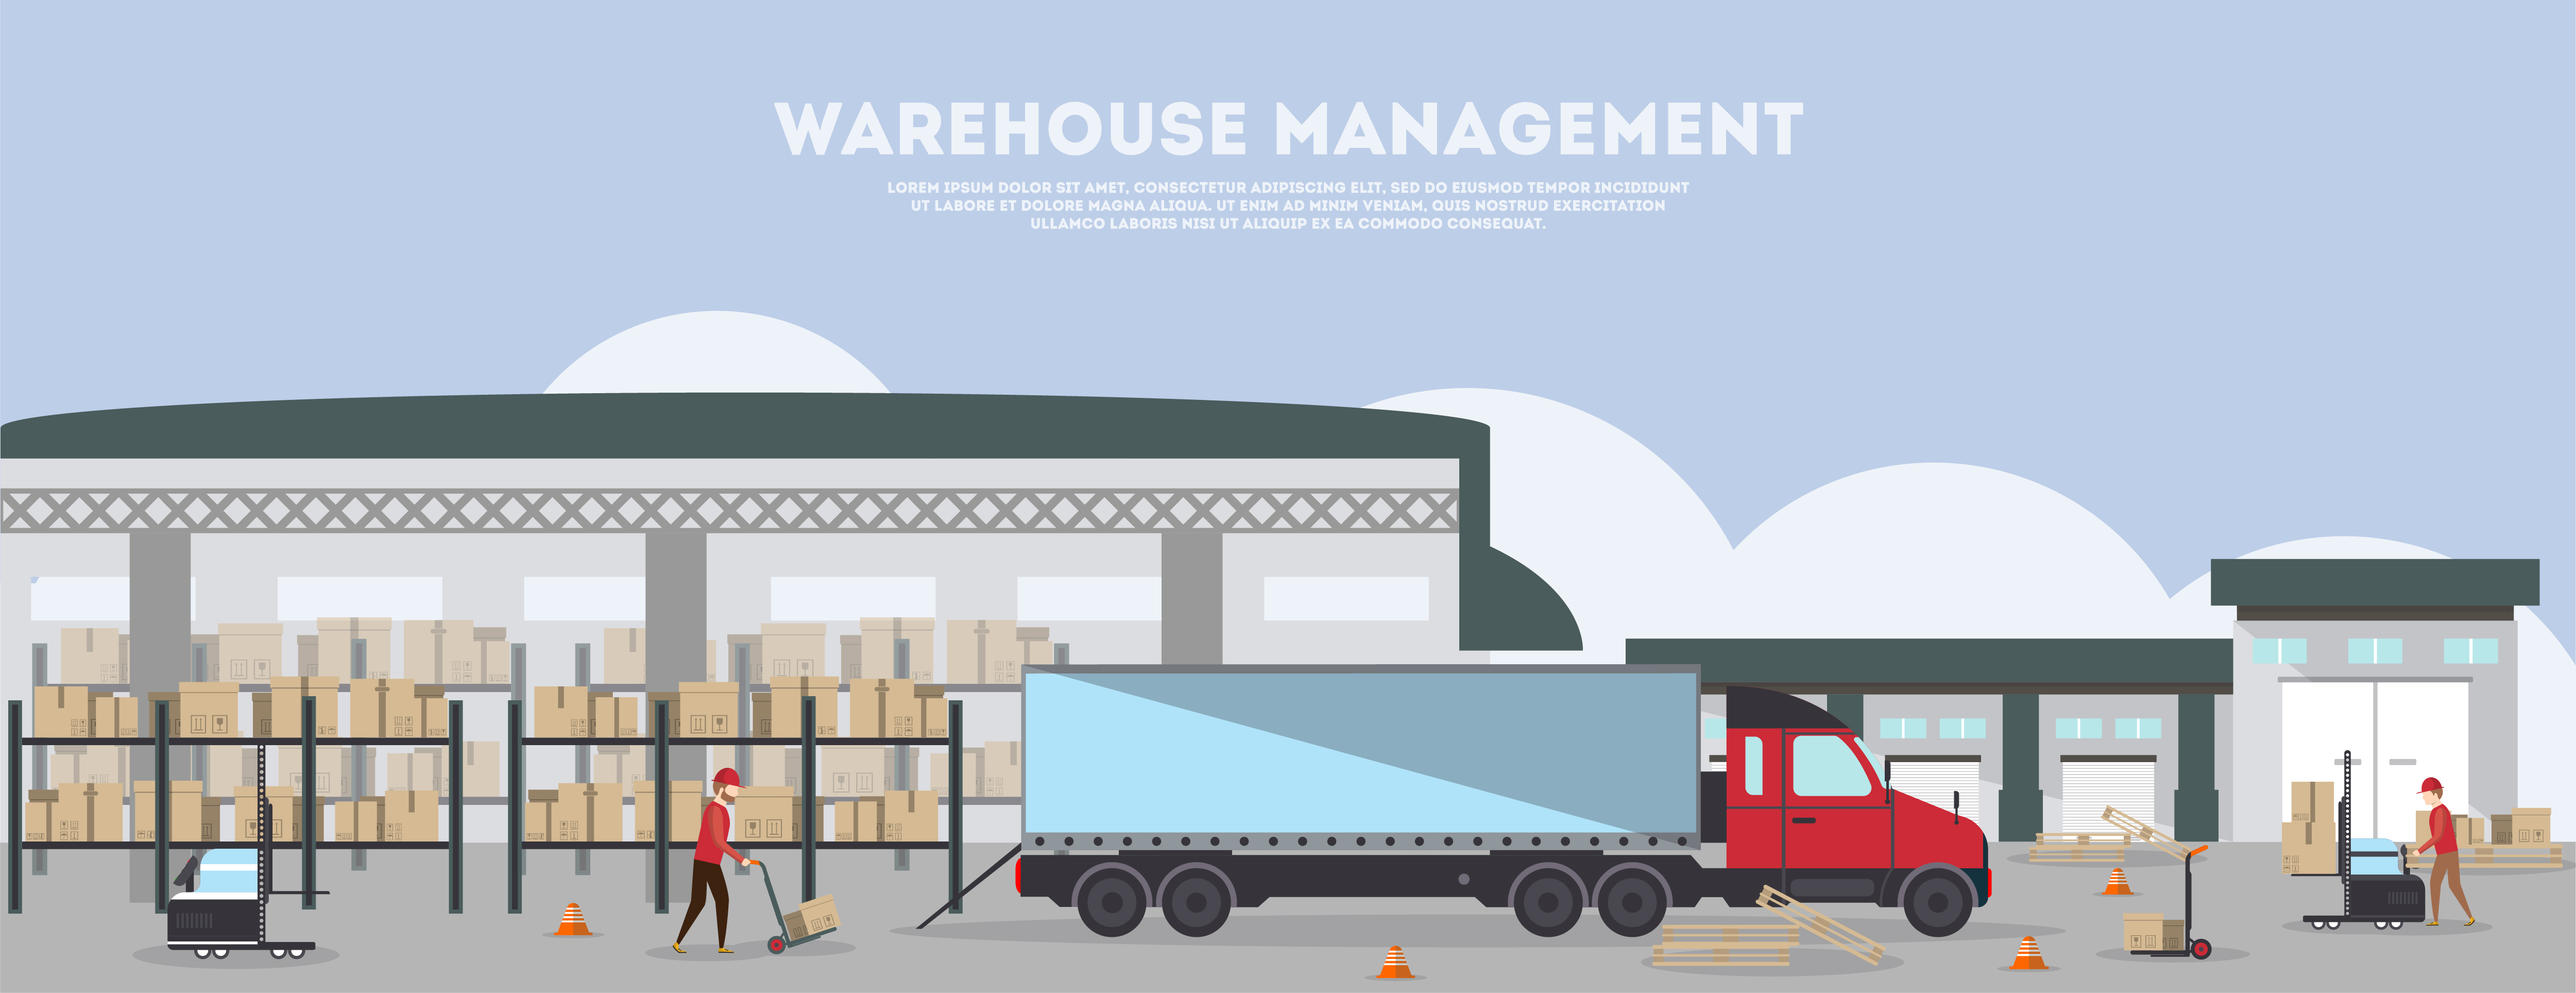 WAREHOUSE MANAGEMENT
LOREM IPSUM DOLOR SIT AMET, CONSECTETUR ADIPISCING ELIT, SED DO EIUSMOD TEMPOR INCIDIDUNT
UT LABORE ET DOLORE MAGNA ALIQUA. UT ENIM AD MINIM VENIAM, QUIS NOSTRUD EXERCITATION
ULLAMCO LABORIS NISI UT ALIQUIP EX EA COMMODO CONSEQUAT.